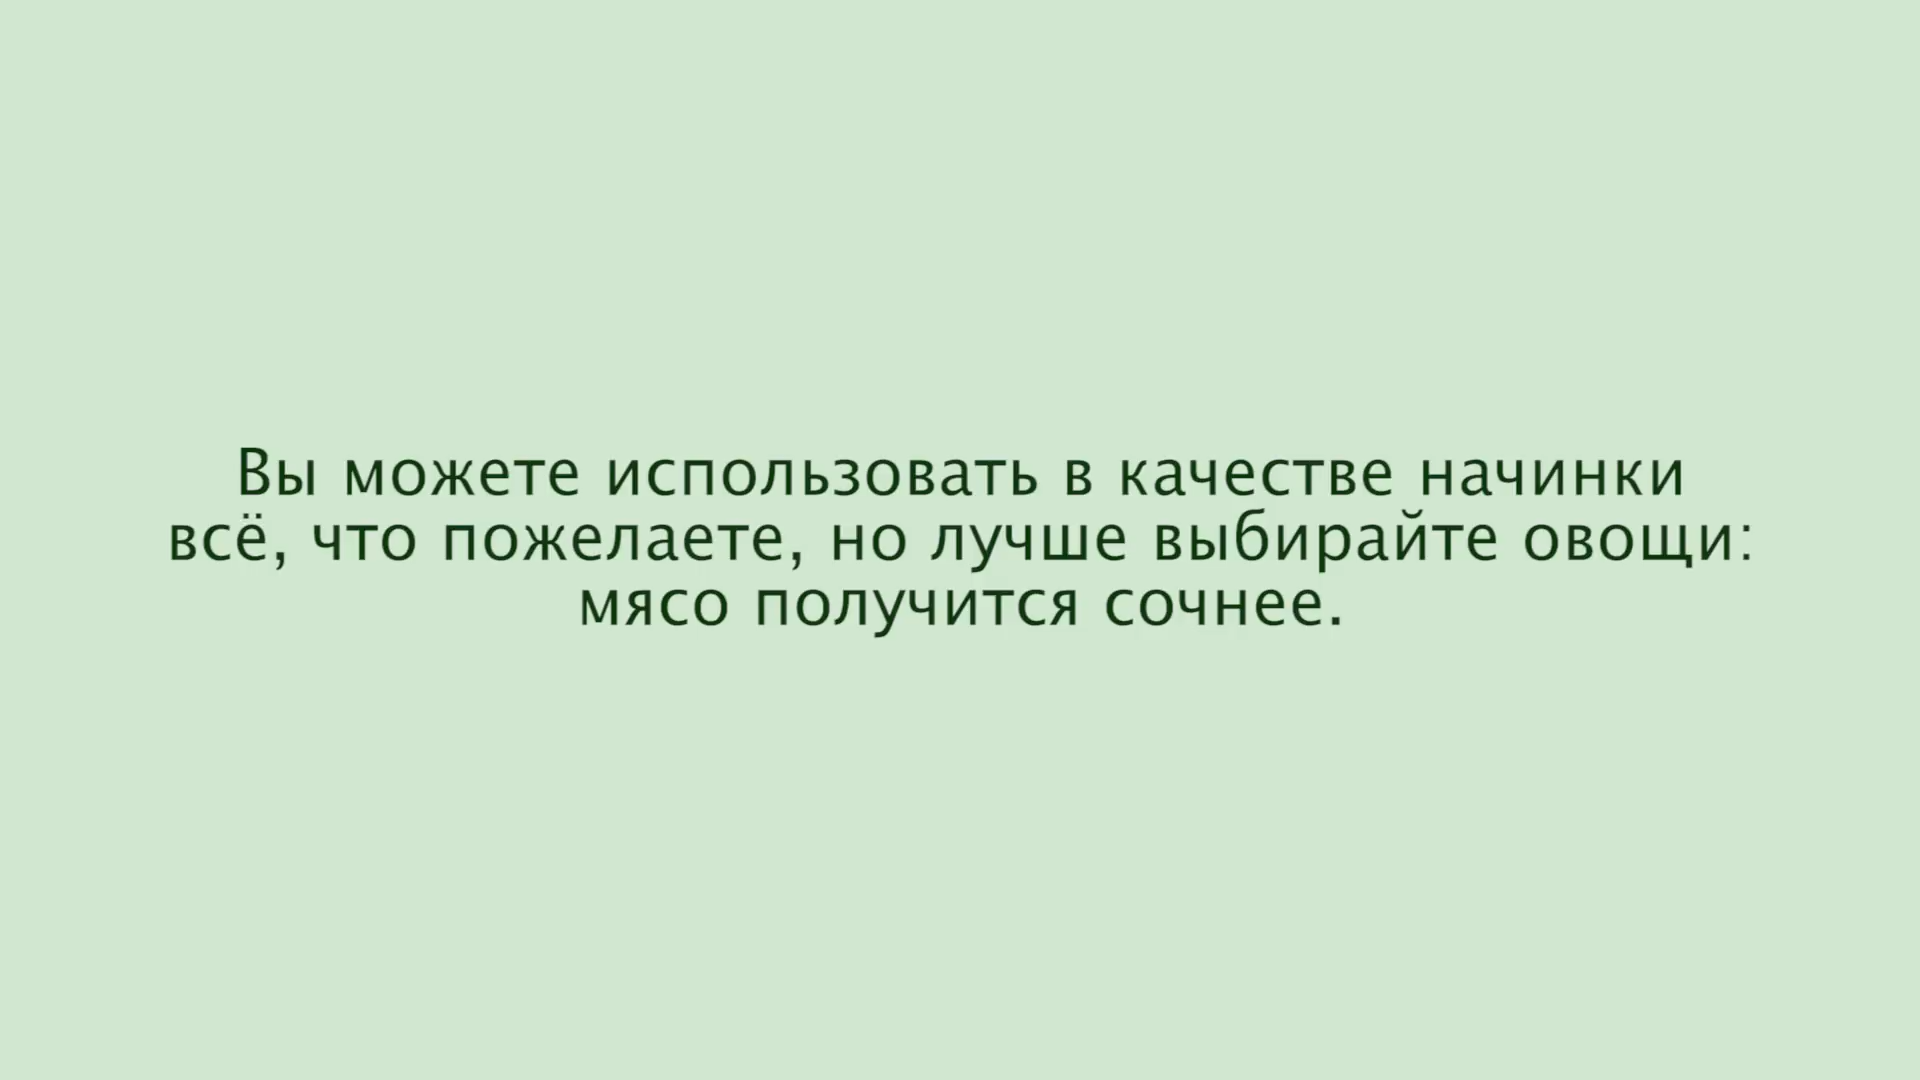 Вы можете использовать в качестве начинки
всё, что пожелаете, но лучше выбирайте овощи:
мясо получится сочнее.